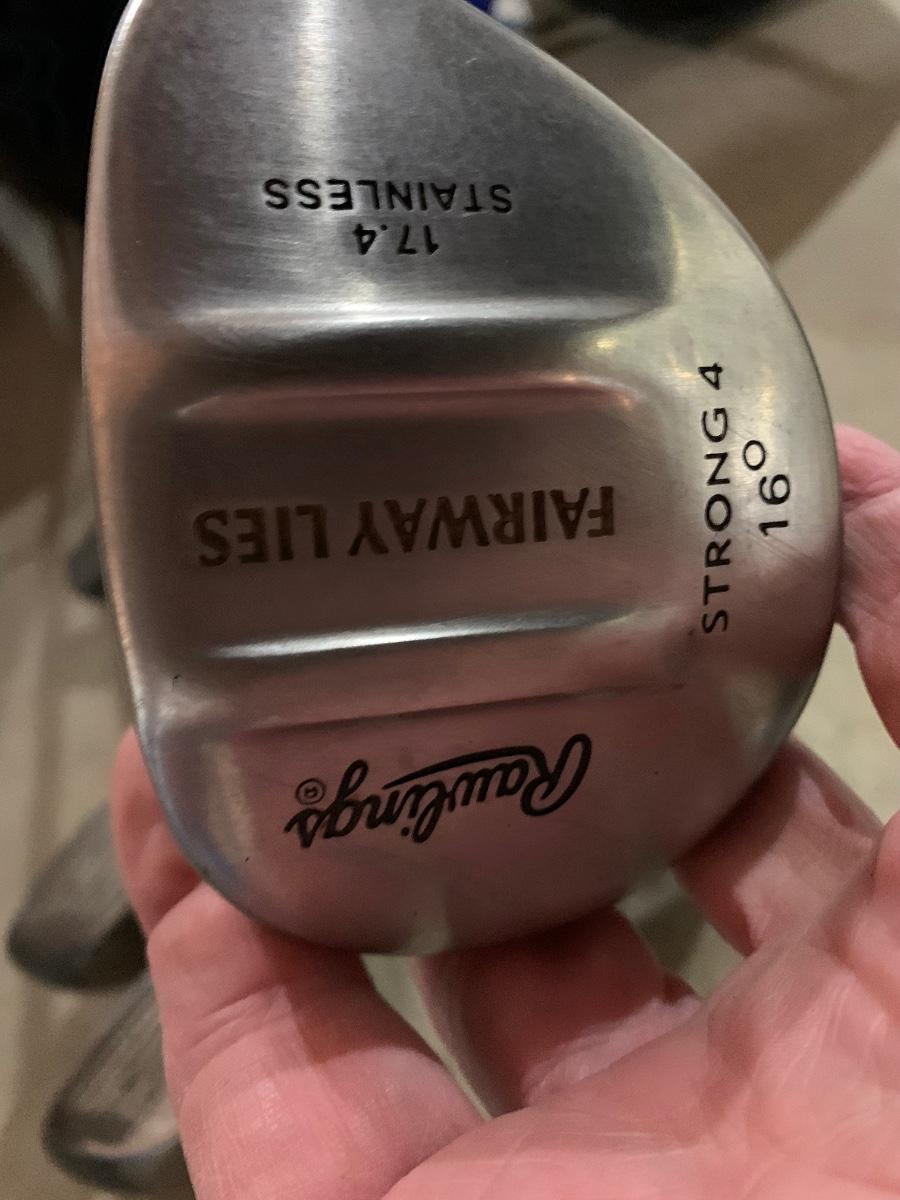 Rawlings®
FAIRWAY LIES
17.4
STAINLESS
STRONG 4
16°